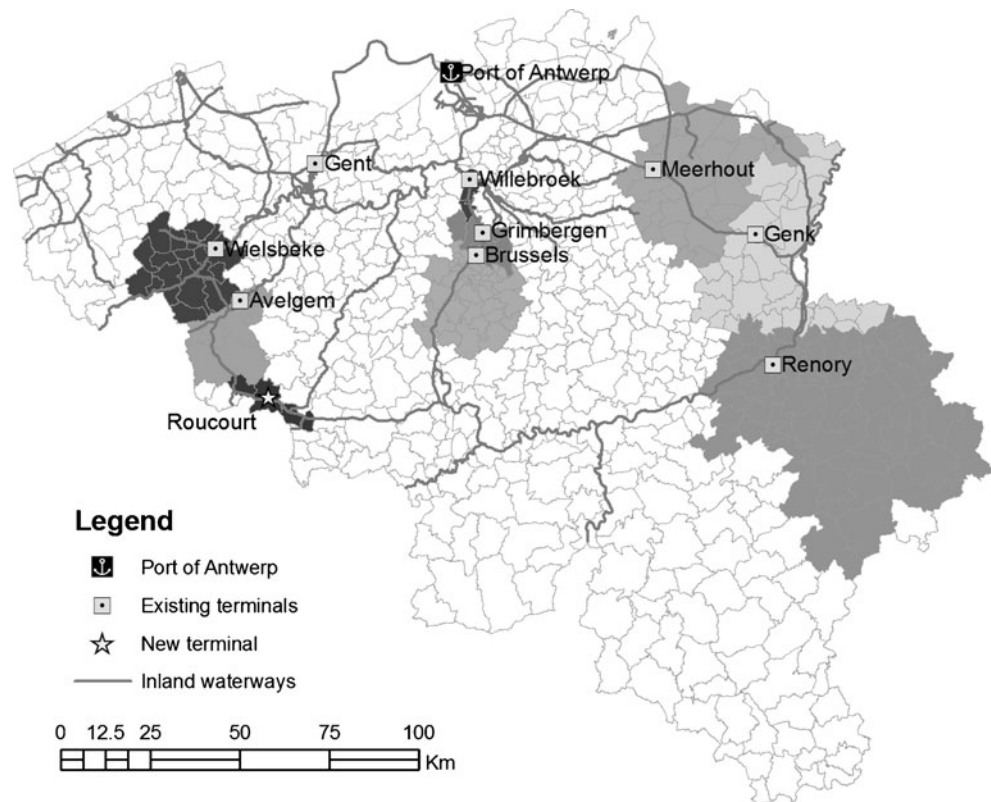 Port of Antwerp
Gent
Willebroek
Meerhout
Grimbergen
Genk
Wielsbeke
Brussels
Avelgem
Renory
Roucourt
Legend
Port of Antwerp
Existing terminals
New terminal
Inland waterways
0 12.5 25 50 75 100
Km